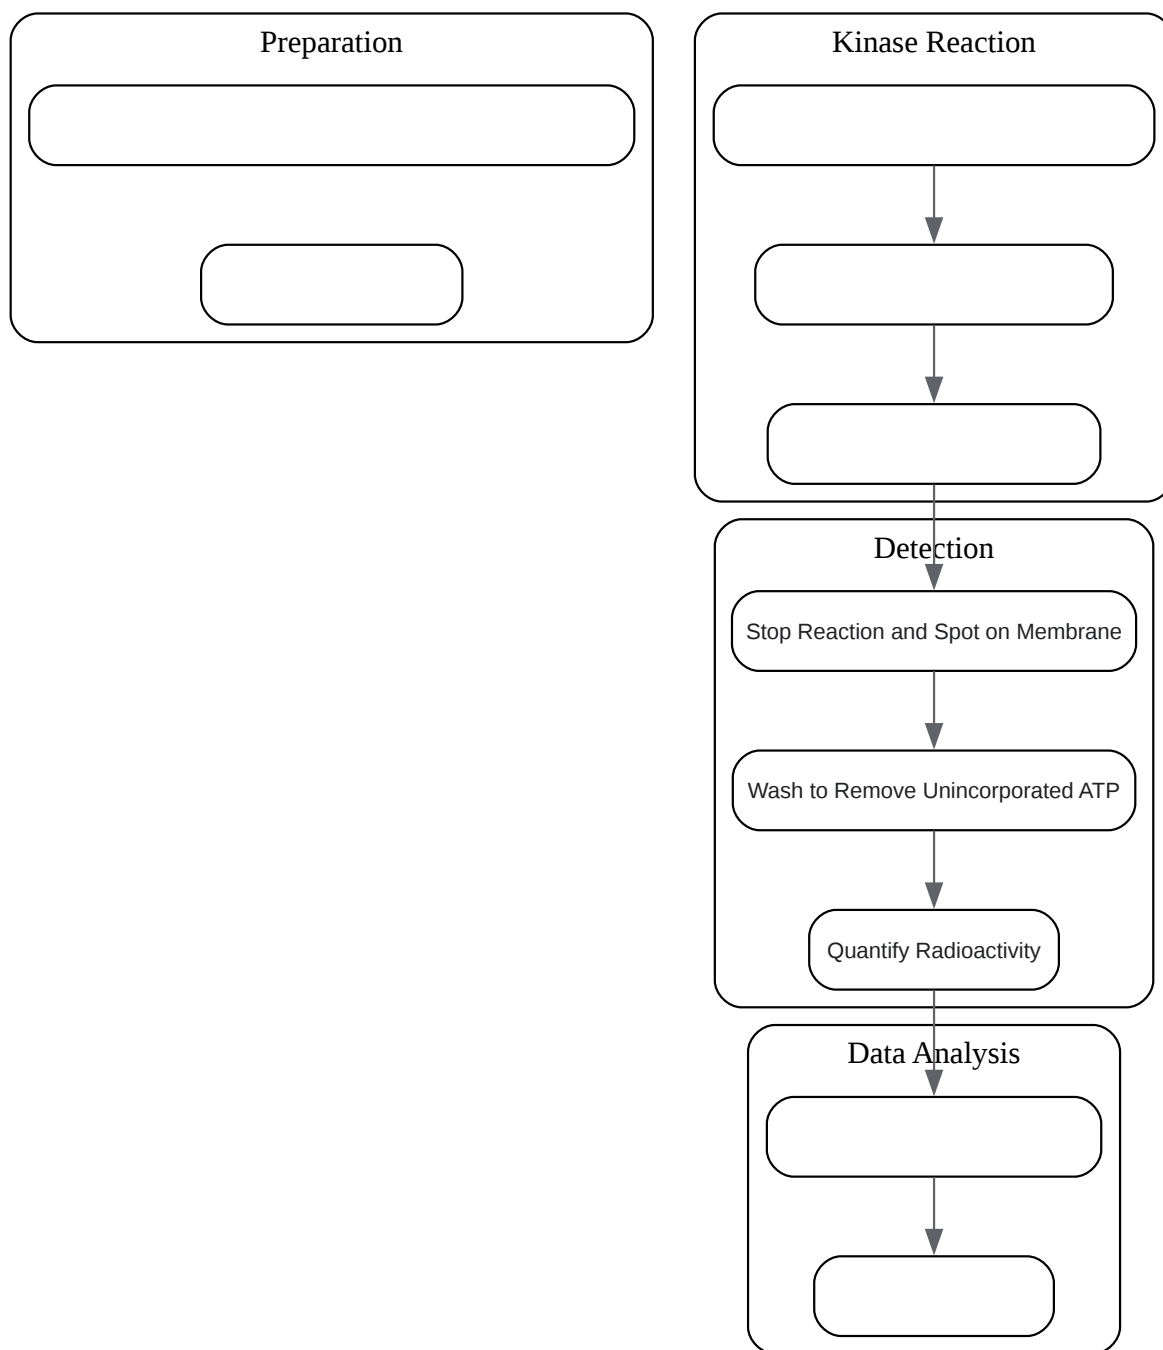 Preparation
Kinase Reaction
Detection
Stop Reaction and Spot on Membrane
Wash to Remove Unincorporated ATP
Quantify Radioactivity
Data Analysis